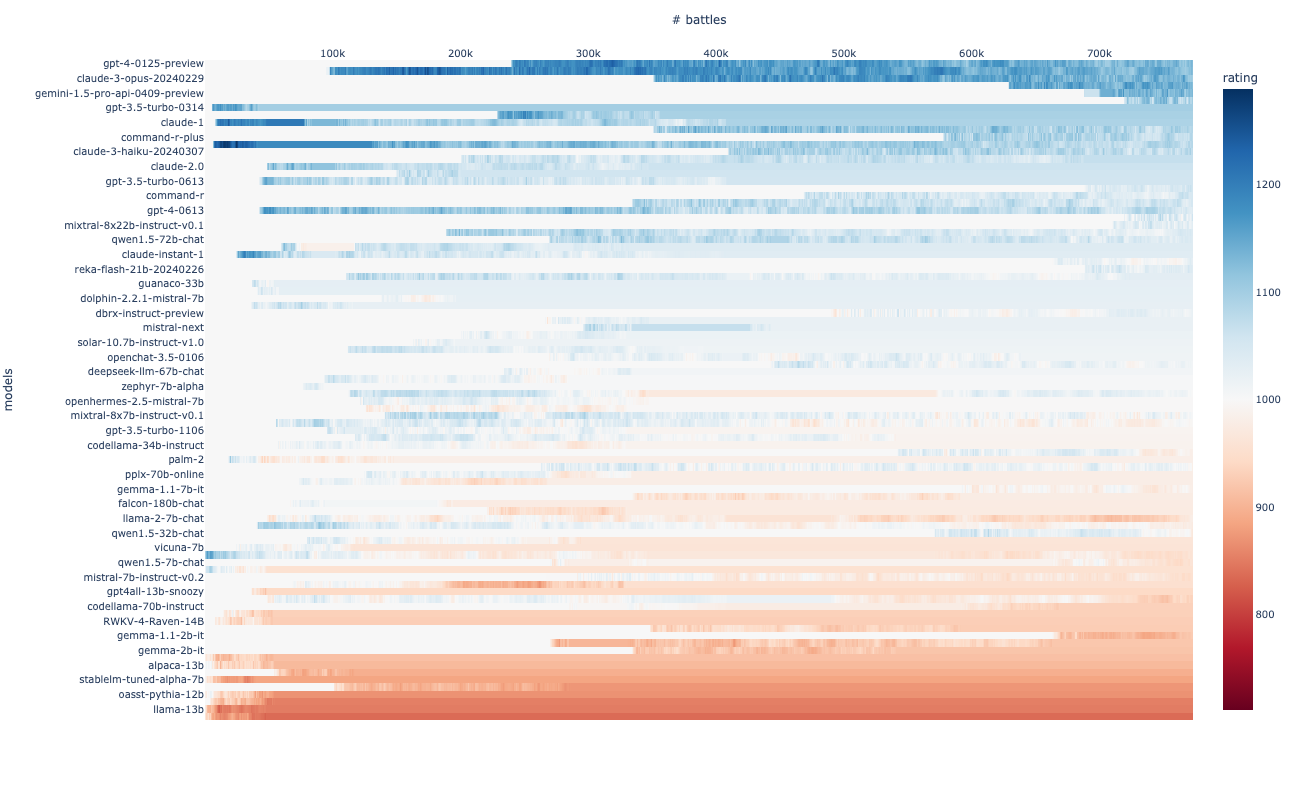 # battles
100k 200k 300k 400k 500k 600k 700k
gpt-4-0125-preview
claude-3-opus-20240229
gemini-1.5-pro-api-0409-preview
gpt-3.5-turbo-0314
claude-1
command-r-plus
claude-3-haiku-20240307
claude-2.0
gpt-3.5-turbo-0613
command-r
gpt-4-0613
mixtral-8x22b-instruct-v0.1
qwen1.5-72b-chat
claude-instant-1
reka-flash-21b-20240226
guanaco-33b
dolphin-2.2.1-mistral-7b
dbrx-instruct-preview
mistral-next
solar-10.7b-instruct-v1.0
openchat-3.5-0106
deepseek-llm-67b-chat
zephyr-7b-alpha
openhermes-2.5-mistral-7b
mixtral-8x7b-instruct-v0.1
gpt-3.5-turbo-1106
codellama-34b-instruct
palm-2
pplx-70b-online
gemma-1.1-7b-it
falcon-180b-chat
llama-2-7b-chat
qwen1.5-32b-chat
vicuna-7b
qwen1.5-7b-chat
mistral-7b-instruct-v0.2
gpt4all-13b-snoozy
codellama-70b-instruct
RWKV-4-Raven-14B
gemma-1.1-2b-it
gemma-2b-it
alpaca-13b
stablelm-tuned-alpha-7b
oasst-pythia-12b
llama-13b
models
rating
1200
1100
1000
900
800